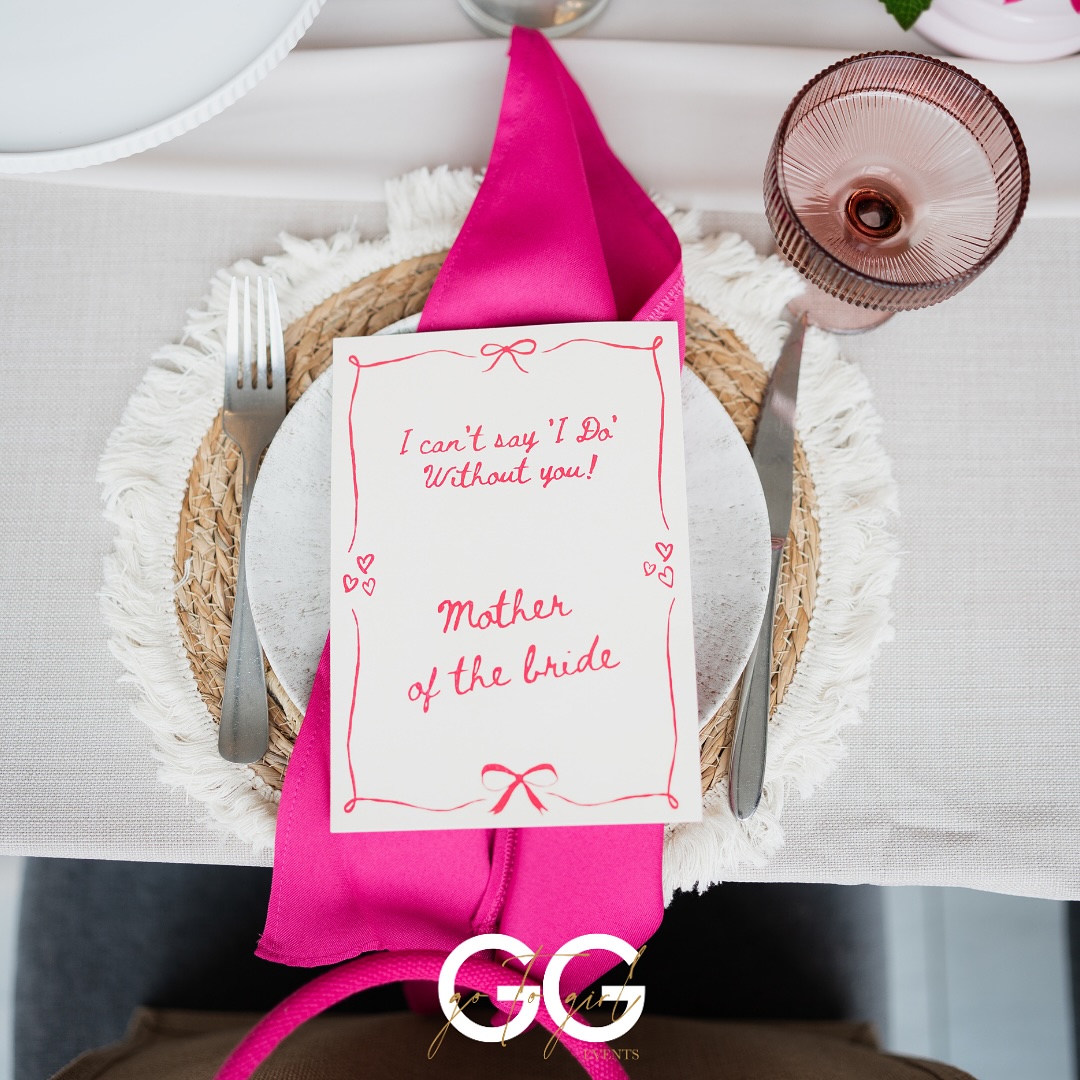 I can't say 'I Do'
Without you!
Mother
of the bride
GG
go to girl
EVENTS